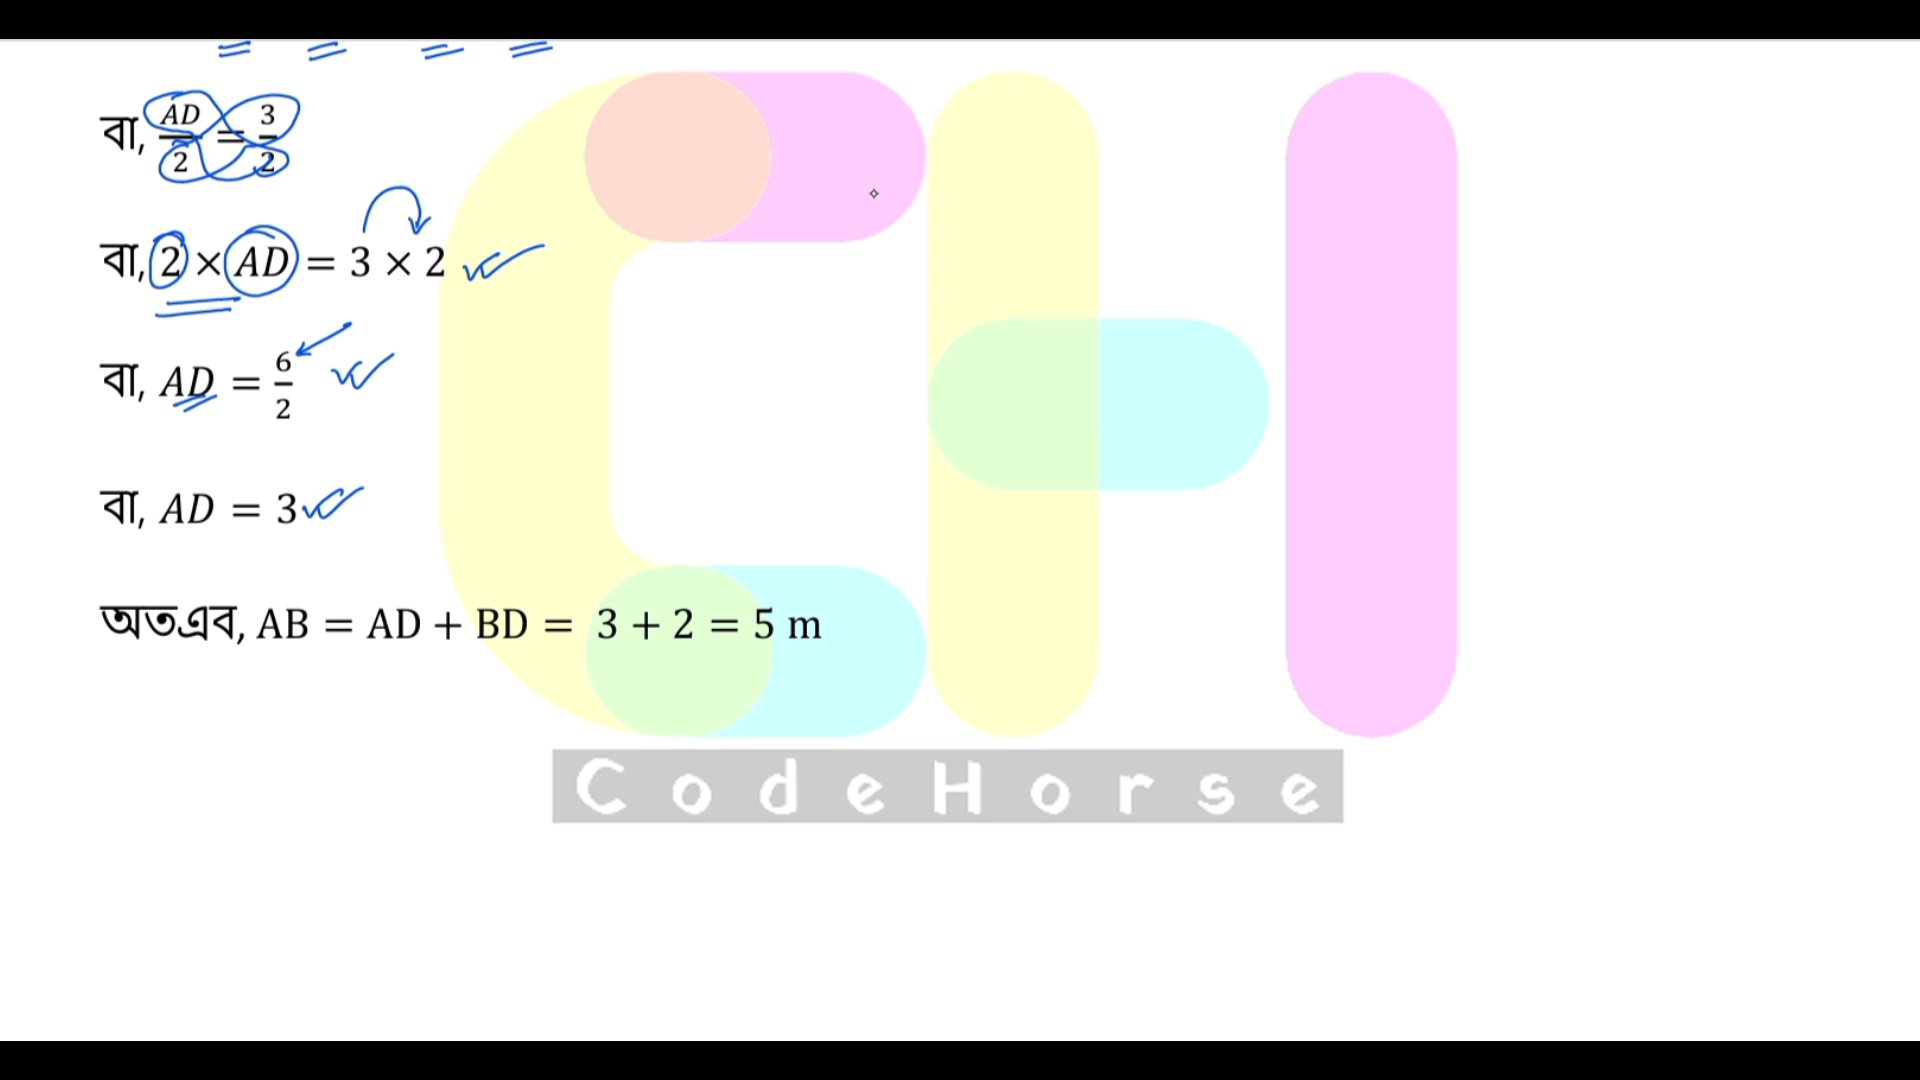 বা, AD/2 = 3/2
বা, 2 × AD = 3 × 2
বা, AD = 6/2
বা, AD = 3
অতএব, AB = AD + BD = 3 + 2 = 5 m
CodeHorse